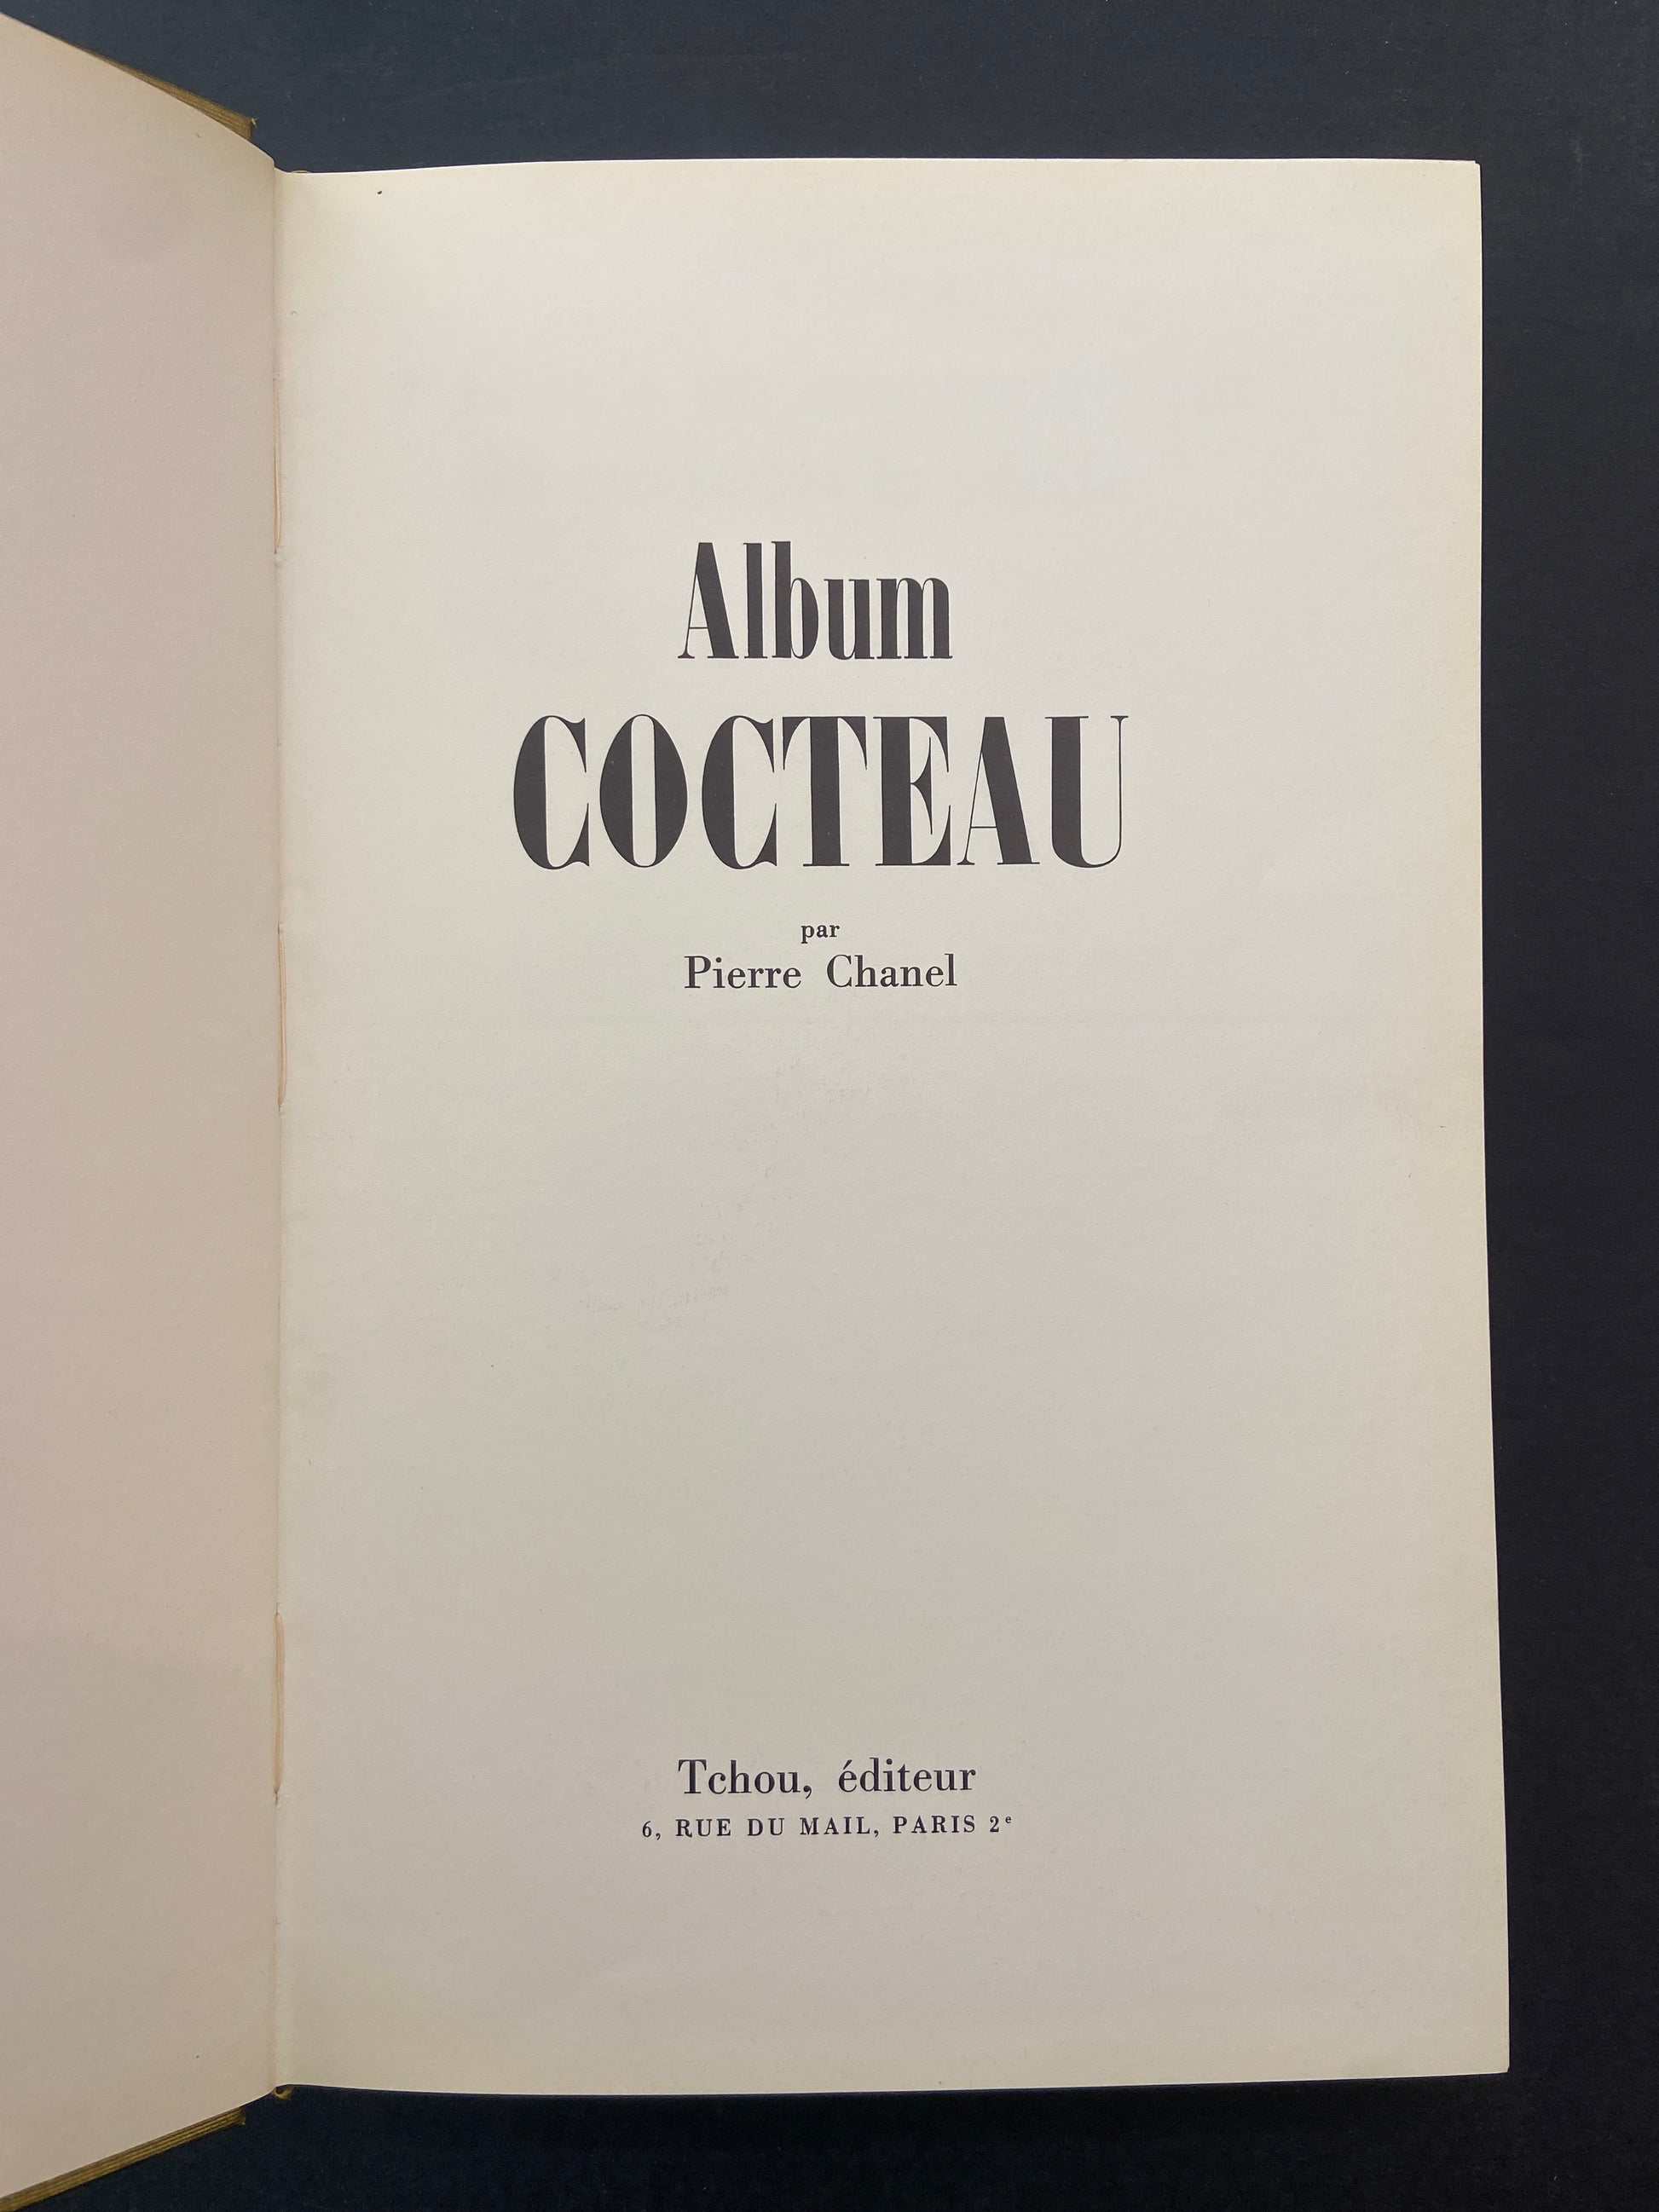 Album
COCTEAU
par
Pierre Chanel
Tchou, éditeur
6, RUE DU MAIL, PARIS 2ᵉ